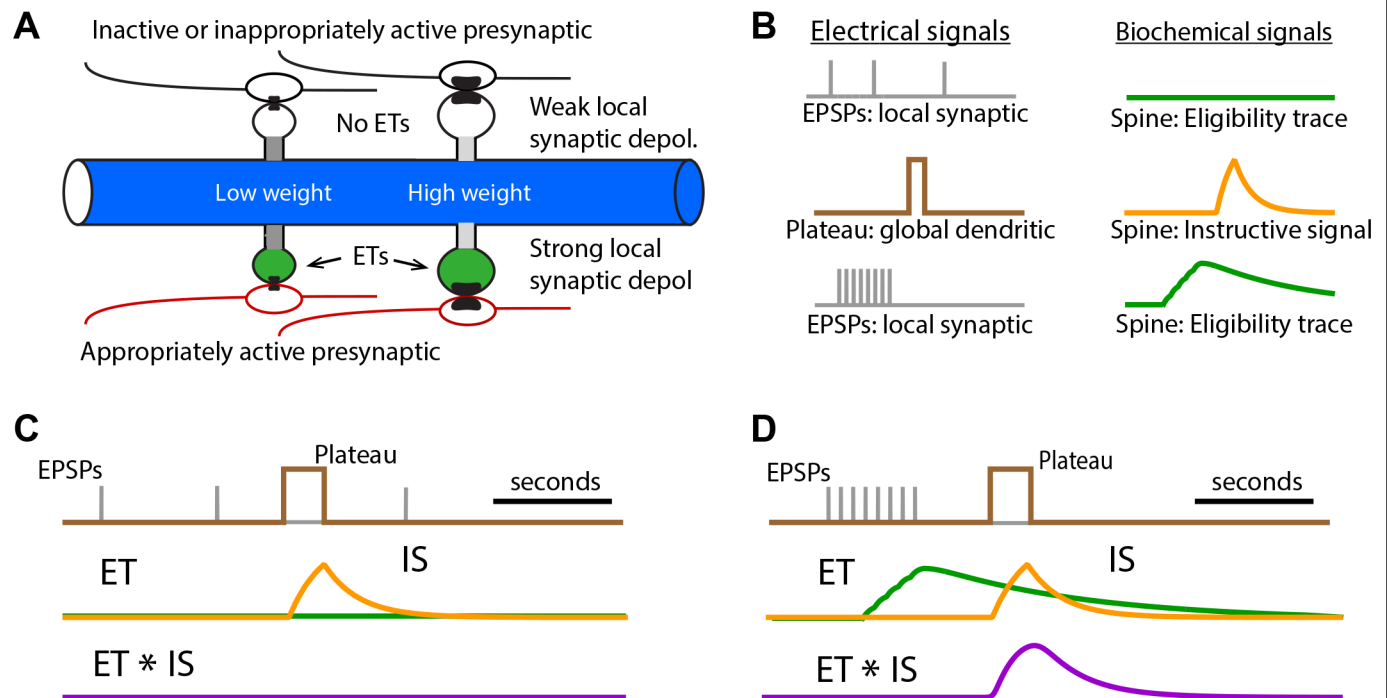 A
Inactive or inappropriately active presynaptic
No ETs
Weak local
synaptic depol.
Low weight
High weight
ETs
Strong local
synaptic depol
Appropriately active presynaptic
B
Electrical signals
Biochemical signals
EPSPs: local synaptic
Spine: Eligibility trace
Plateau: global dendritic
Spine: Instructive signal
EPSPs: local synaptic
Spine: Eligibility trace
C
EPSPs
Plateau
seconds
ET
IS
ET * IS
D
EPSPs
Plateau
seconds
ET
IS
ET * IS